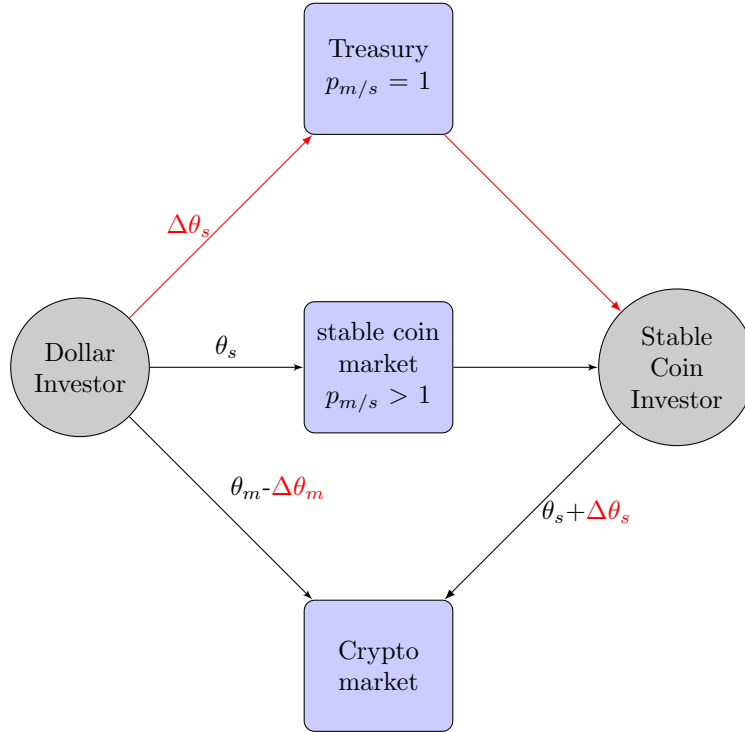 Treasury
p_{m/s} = 1
Δθ_s
Dollar
Investor
θ_s
stable coin
market
p_{m/s} > 1
Stable
Coin
Investor
θ_m-Δθ_m
θ_s+Δθ_s
Crypto
market